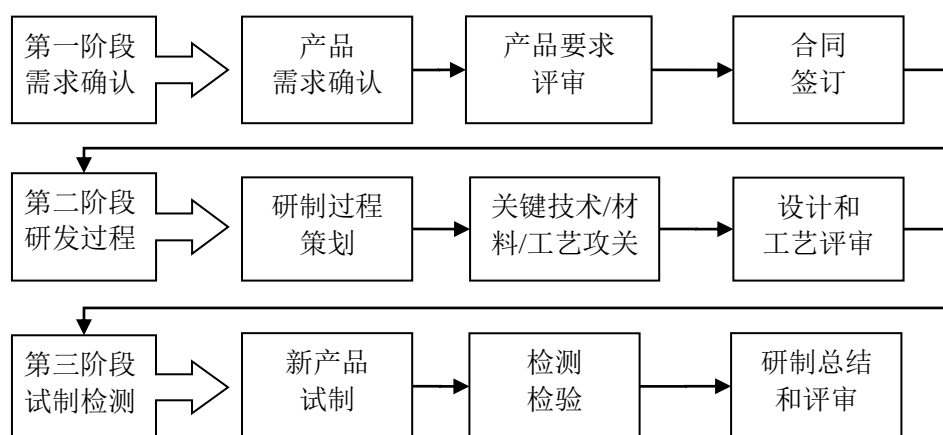 第一阶段
需求确认
产品
需求确认
产品要求
评审
合同
签订
第二阶段
研发过程
研制过程
策划
关键技术/材
料/工艺攻关
设计和
工艺评审
第三阶段
试制检测
新产品
试制
检测
检验
研制总结
和评审